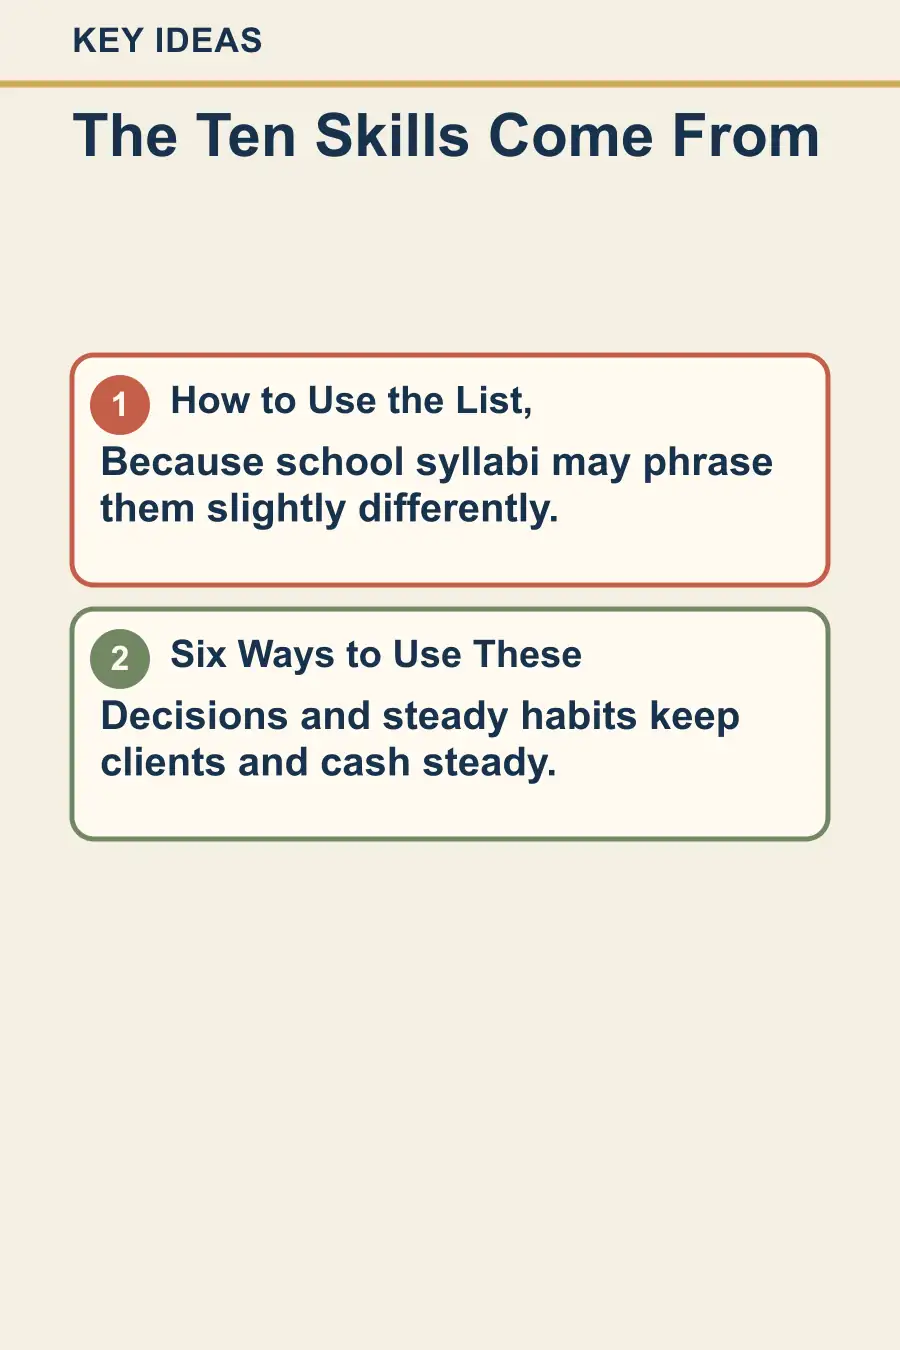 KEY IDEAS
The Ten Skills Come From
1 How to Use the List,
Because school syllabi may phrase
them slightly differently.
2 Six Ways to Use These
Decisions and steady habits keep
clients and cash steady.